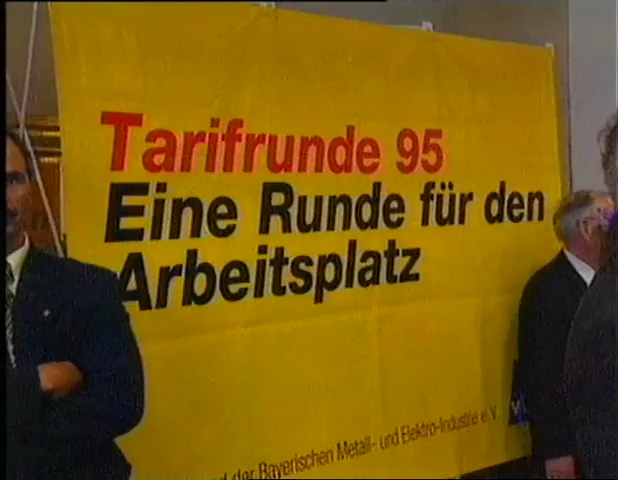 Tarifrunde 95
Eine Runde für den
Arbeitsplatz
der Bayerischen Metall- und Elektro-Industrie e.V.